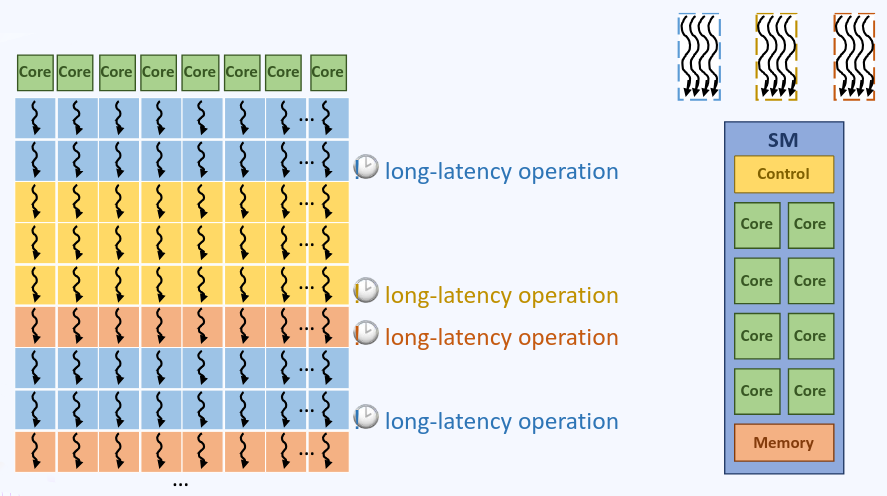 Core Core Core Core Core Core Core Core
...
...
long-latency operation
...
...
...
long-latency operation
...
long-latency operation
...
...
long-latency operation
...
...
SM
Control
Core Core
Core Core
Core Core
Core Core
Memory